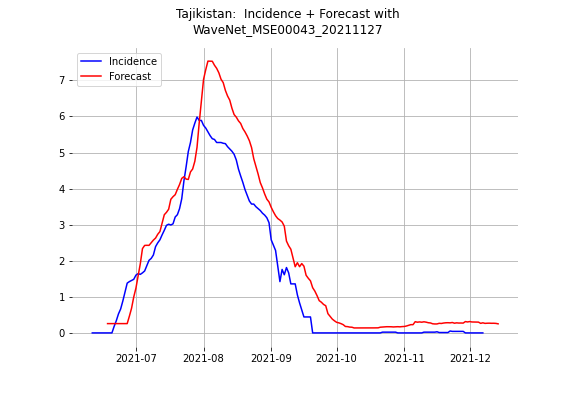 Tajikistan:  Incidence + Forecast with
WaveNet_MSE00043_20211127
Incidence
Forecast
7
6
5
4
3
2
1
0
2021-07 2021-08 2021-09 2021-10 2021-11 2021-12